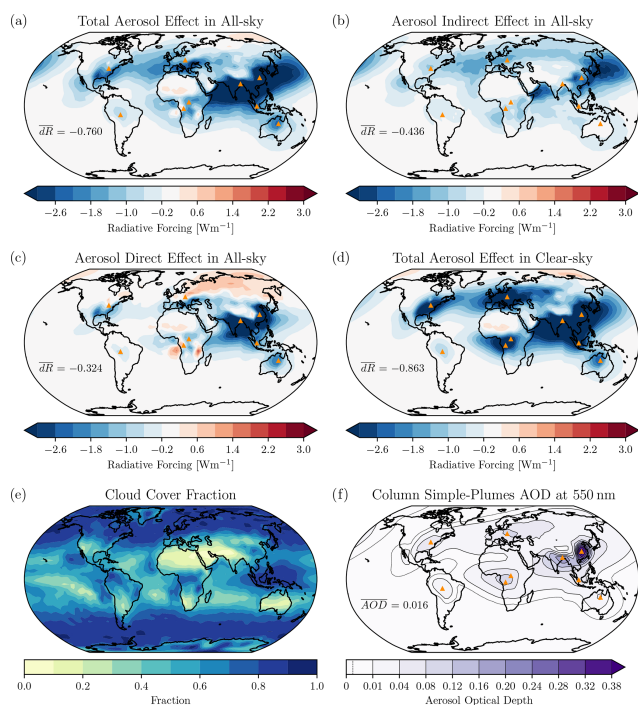 (a) Total Aerosol Effect in All-sky
(b) Aerosol Indirect Effect in All-sky
dR = −0.760
dR = −0.436
−2.6 −1.8 −1.0 −0.2 0.6 1.4 2.2 3.0
Radiative Forcing [Wm⁻¹]
−2.6 −1.8 −1.0 −0.2 0.6 1.4 2.2 3.0
Radiative Forcing [Wm⁻¹]
(c) Aerosol Direct Effect in All-sky
(d) Total Aerosol Effect in Clear-sky
dR = −0.324
dR = −0.863
−2.6 −1.8 −1.0 −0.2 0.6 1.4 2.2 3.0
Radiative Forcing [Wm⁻¹]
−2.6 −1.8 −1.0 −0.2 0.6 1.4 2.2 3.0
Radiative Forcing [Wm⁻¹]
(e) Cloud Cover Fraction
(f) Column Simple-Plumes AOD at 550 nm
AOD = 0.016
0.0 0.2 0.4 0.6 0.8 1.0
Fraction
0 0.01 0.04 0.08 0.12 0.20 0.28 0.38
Aerosol Optical Depth